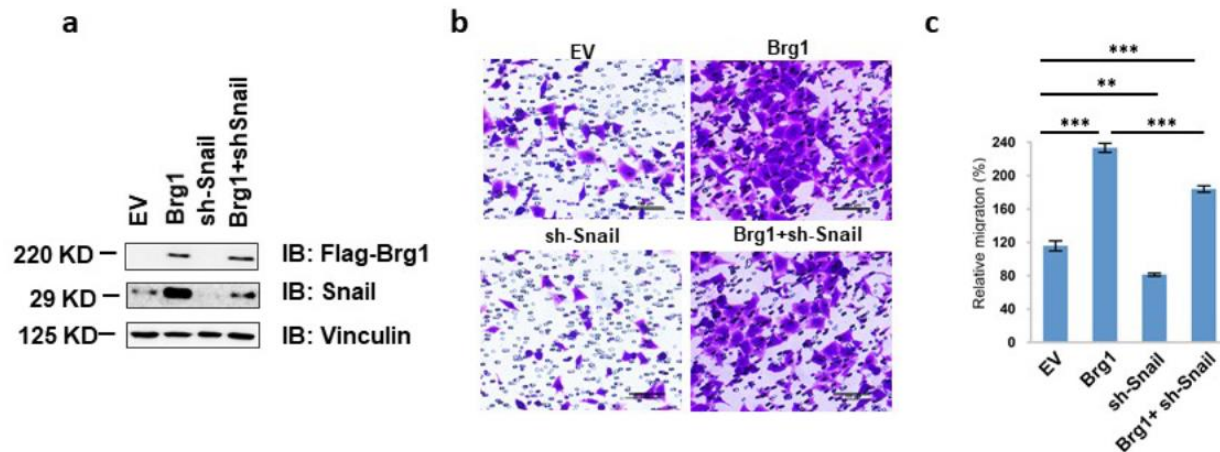 a
EV
Brg1
sh-Snail
Brg1+shSnail
220 KD
IB: Flag-Brg1
29 KD
IB: Snail
125 KD
IB: Vinculin
b
EV
Brg1
sh-Snail
Brg1+sh-Snail
c
***
**
***
***
Relative migraton (%)
240
200
160
120
80
40
0
EV
Brg1
sh-Snail
Brg1+ sh-Snail